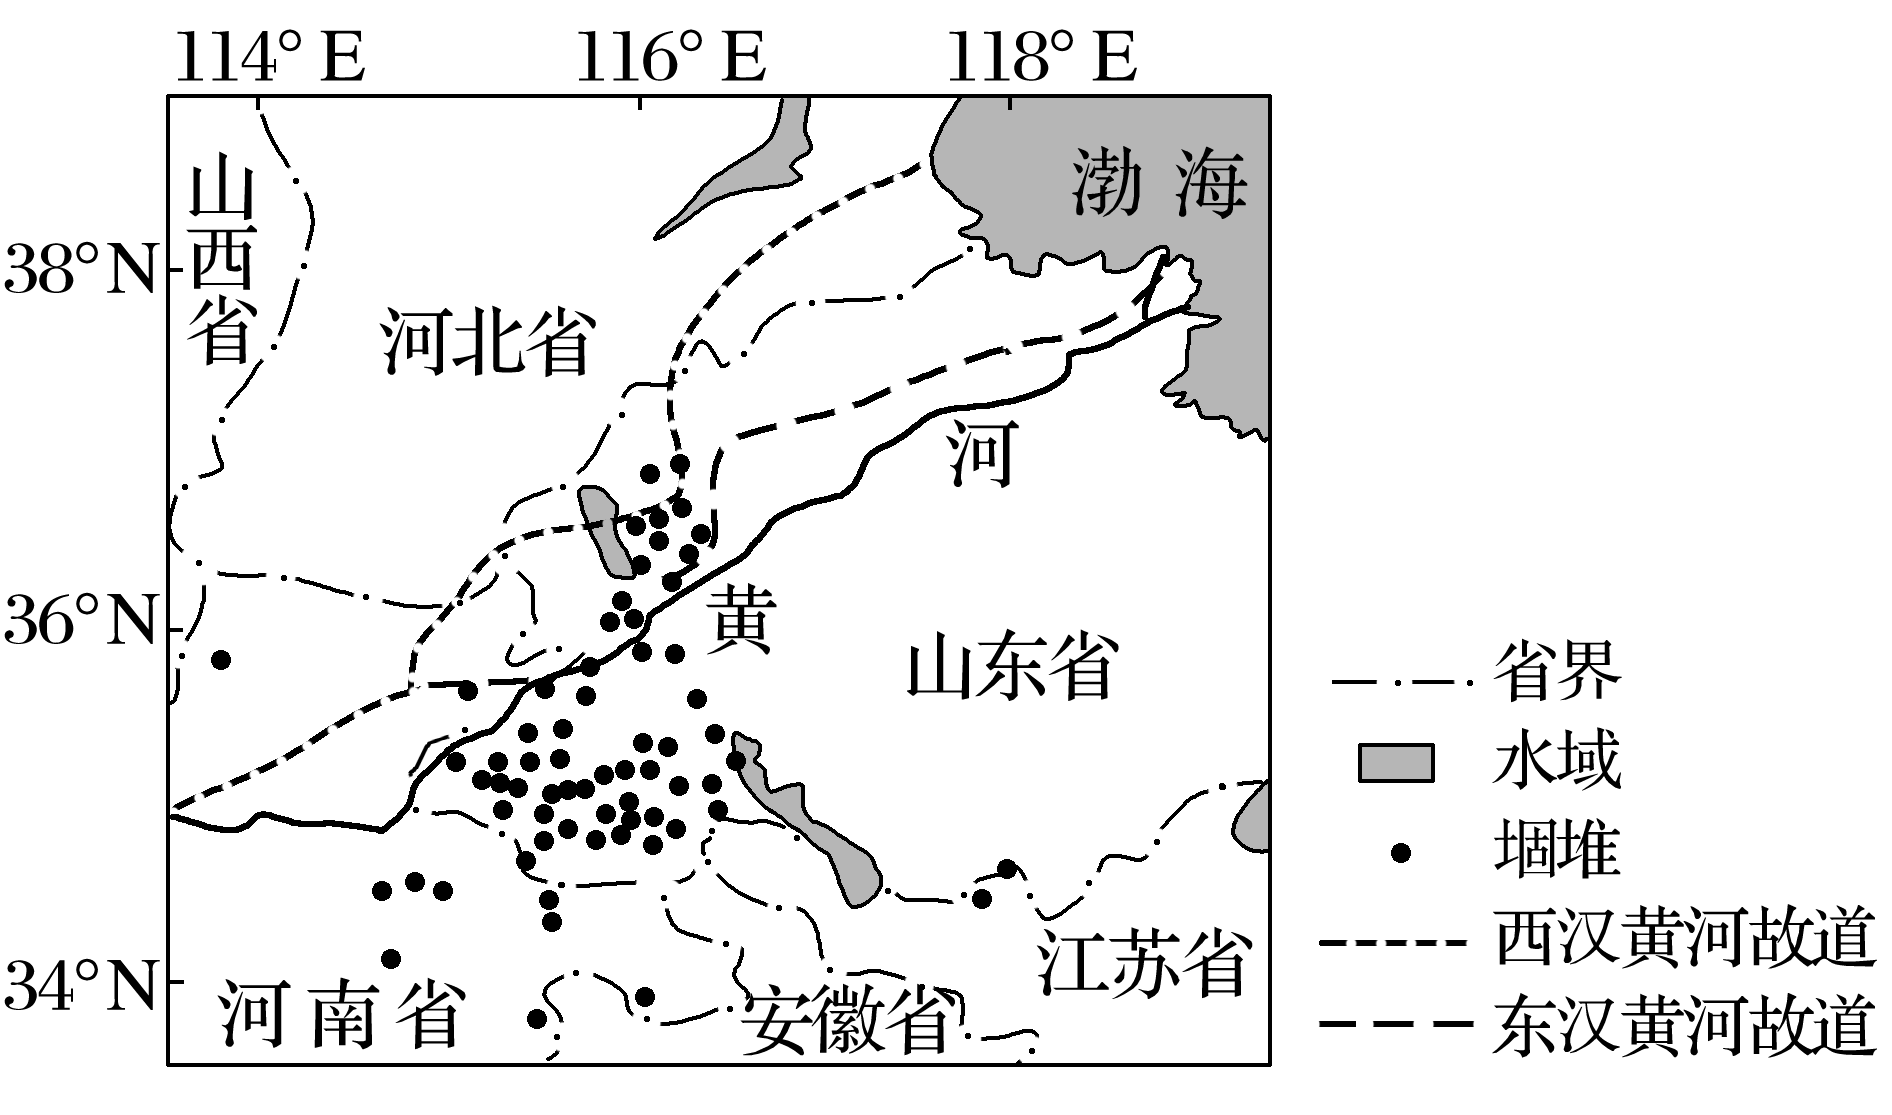 114°E 116°E 118°E
38°N
36°N
34°N
山西省
河北省
渤海
黄河
山东省
河南省
安徽省
江苏省
省界
水域
堌堆
西汉黄河故道
东汉黄河故道